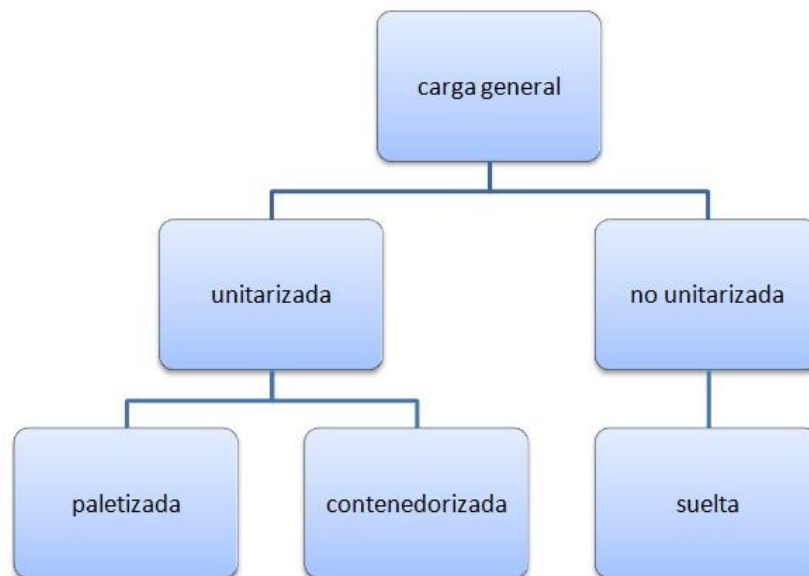 carga general
unitarizada
no unitarizada
paletizada
contenedorizada
suelta